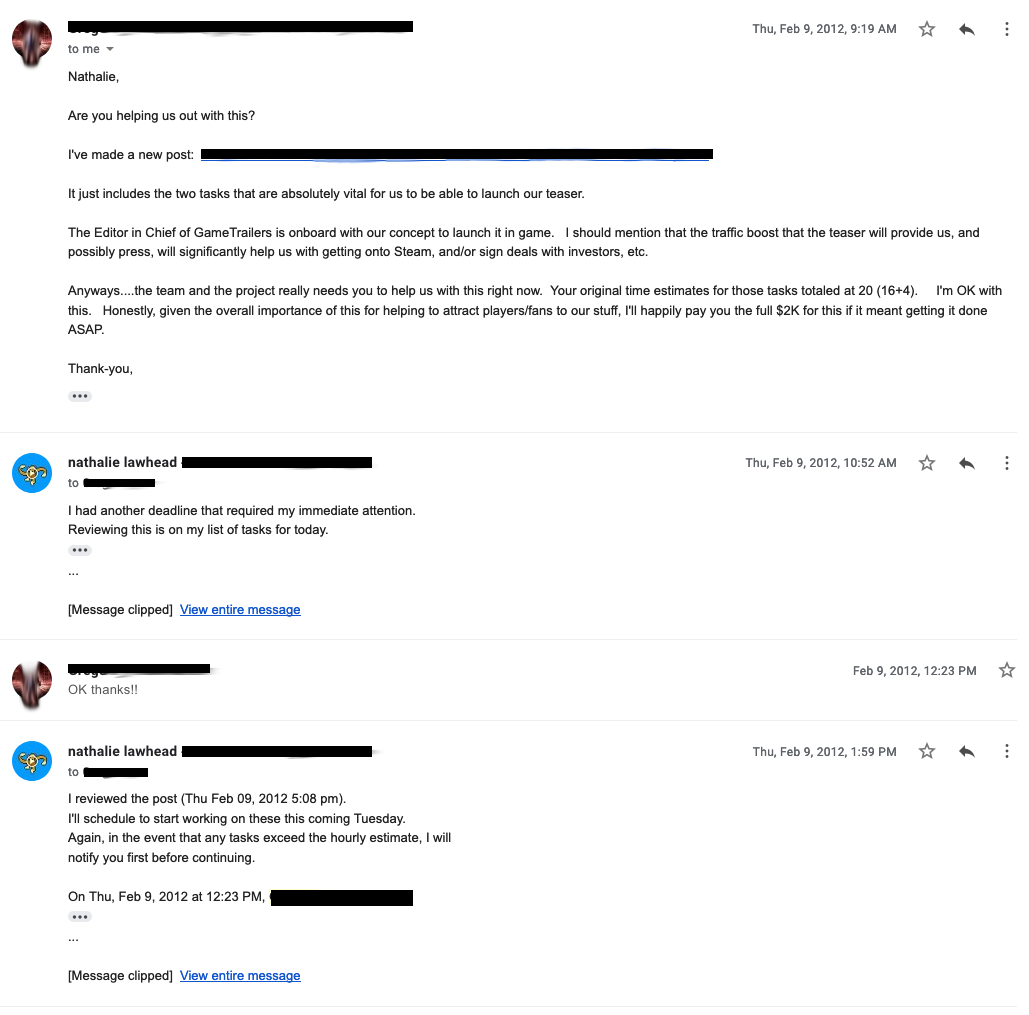 Thu, Feb 9, 2012, 9:19 AM
to me
Nathalie,
Are you helping us out with this?
I've made a new post:
It just includes the two tasks that are absolutely vital for us to be able to launch our teaser.
The Editor in Chief of GameTrailers is onboard with our concept to launch it in game. I should mention that the traffic boost that the teaser will provide us, and
possibly press, will significantly help us with getting onto Steam, and/or sign deals with investors, etc.
Anyways....the team and the project really needs you to help us with this right now. Your original time estimates for those tasks totaled at 20 (16+4). I'm OK with
this. Honestly, given the overall importance of this for helping to attract players/fans to our stuff, I'll happily pay you the full $2K for this if it meant getting it done
ASAP.
Thank-you,
nathalie lawhead
Thu, Feb 9, 2012, 10:52 AM
to
I had another deadline that required my immediate attention.
Reviewing this is on my list of tasks for today.
...
[Message clipped] View entire message
Feb 9, 2012, 12:23 PM
OK thanks!!
nathalie lawhead
Thu, Feb 9, 2012, 1:59 PM
to
I reviewed the post (Thu Feb 09, 2012 5:08 pm).
I'll schedule to start working on these this coming Tuesday.
Again, in the event that any tasks exceed the hourly estimate, I will
notify you first before continuing.
On Thu, Feb 9, 2012 at 12:23 PM,
...
[Message clipped] View entire message